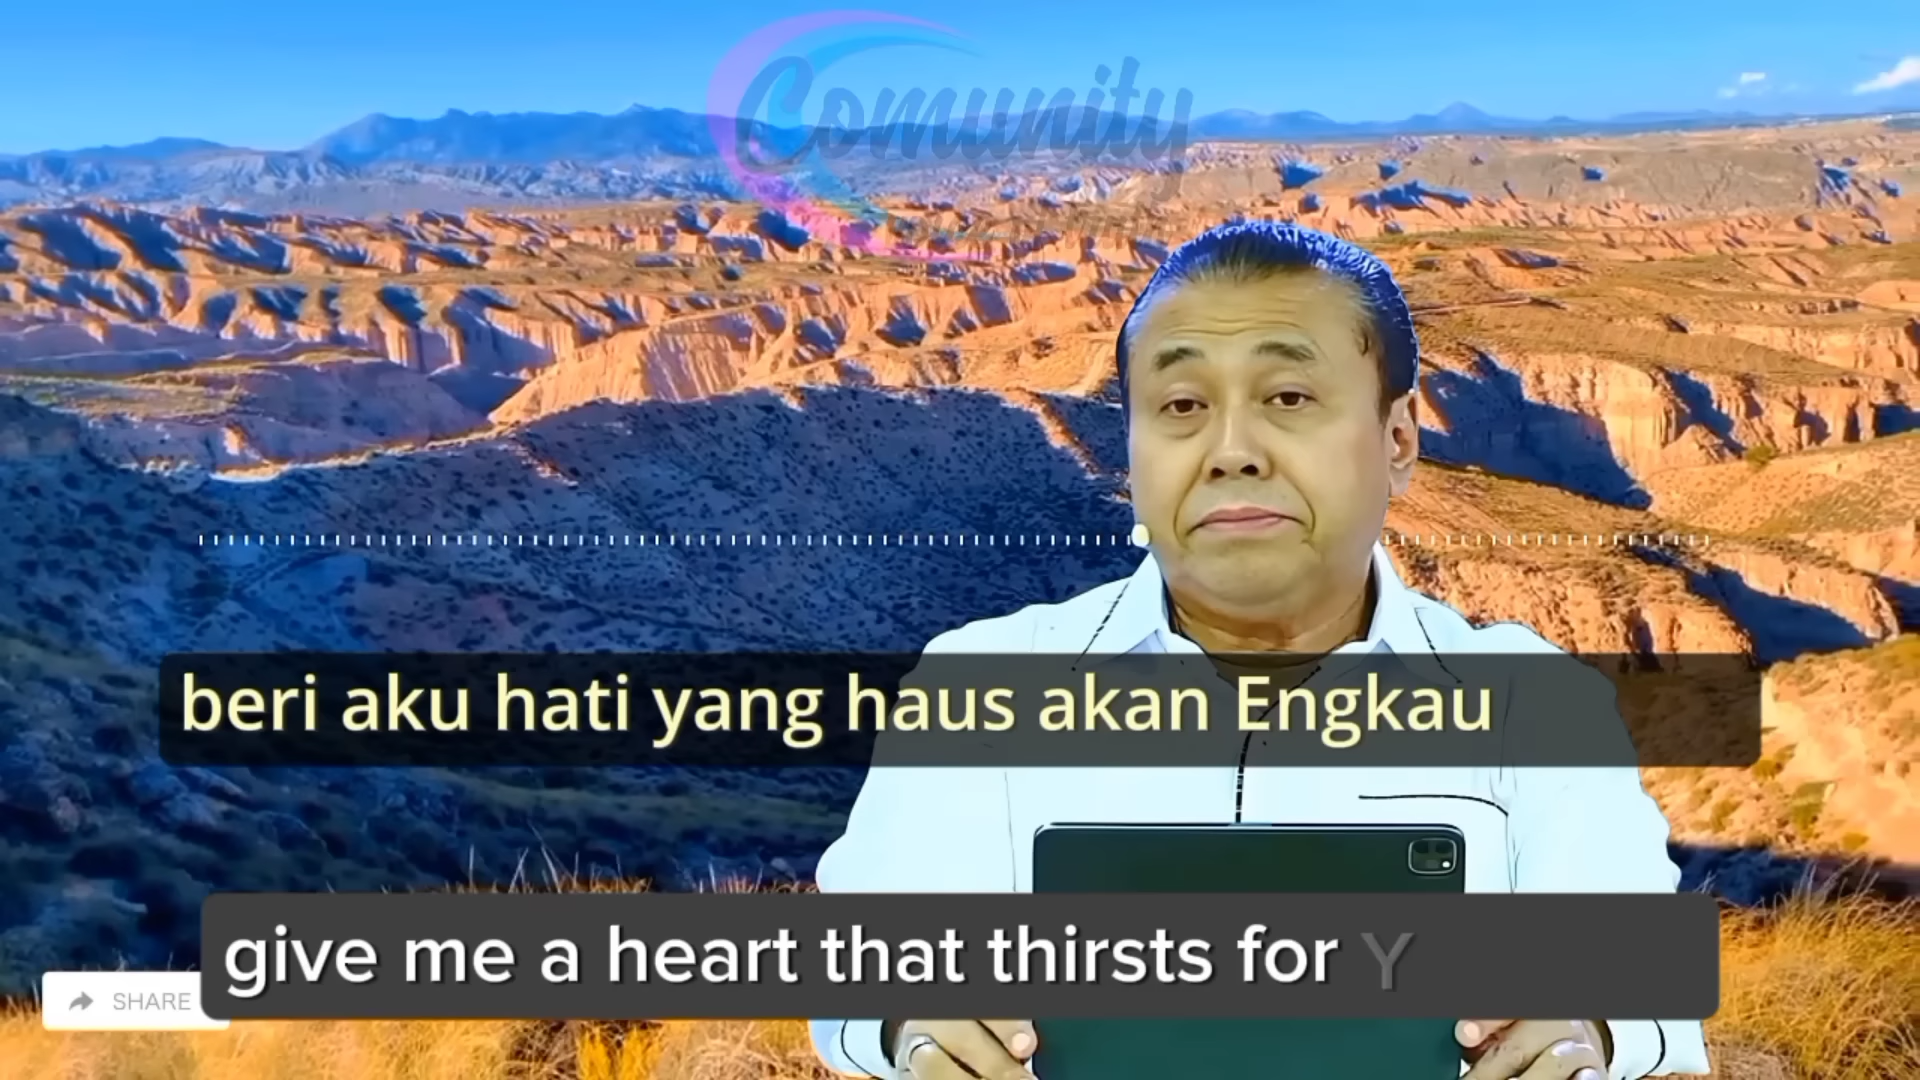 Comunity
beri aku hati yang haus akan Engkau
give me a heart that thirsts for Y
SHARE